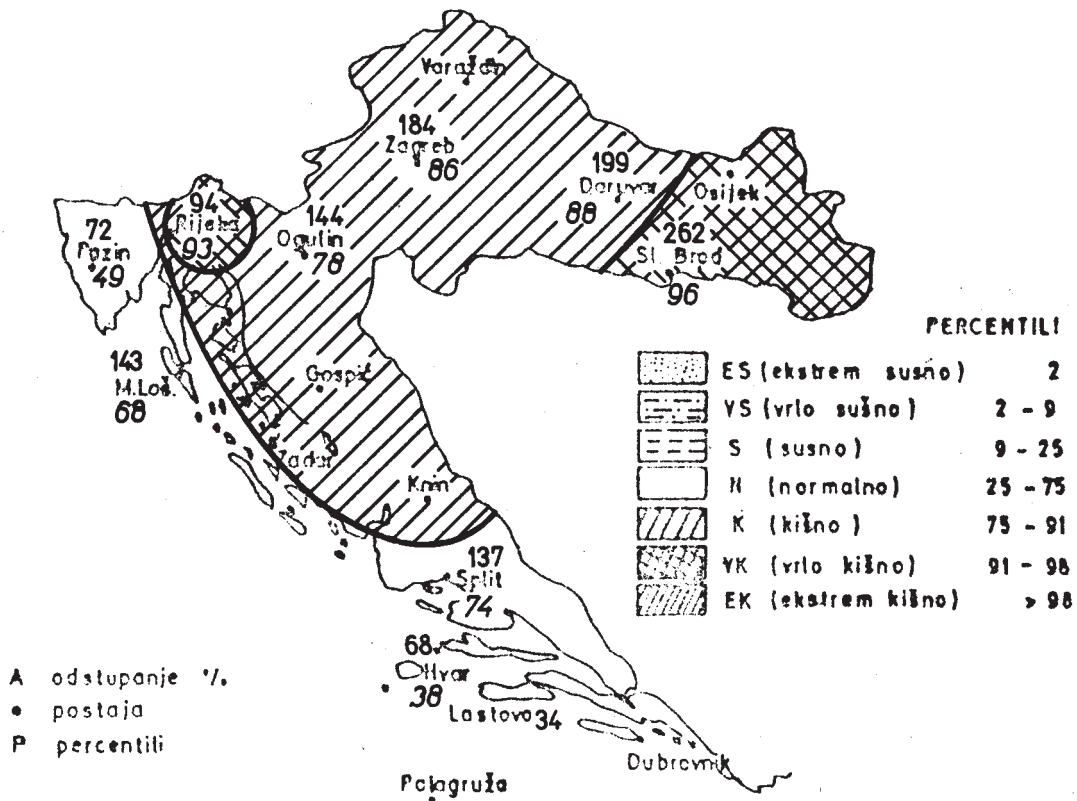 Varaždin
184
Zagreb
86
199
Daruvar
88
Osijek
262
Sl. Brod
96
94
Rijeka
93
144
Ogulin
78
72
Pazin
49
143
M.Loš.
68
Gospić
Zadar
Knin
137
Split
74
68
Hvar
38
Lastovo 34
Dubrovnik
Palagruža
PERCENTILI
ES (ekstrem susno) 2
VS (vrlo sušno) 2 - 9
S (susno) 9 - 25
N (normalno) 25 - 75
K (kišno) 75 - 91
VK (vrlo kišno) 91 - 98
EK (ekstrem kišno) > 98
A odstupanje %
• postaja
P percentili